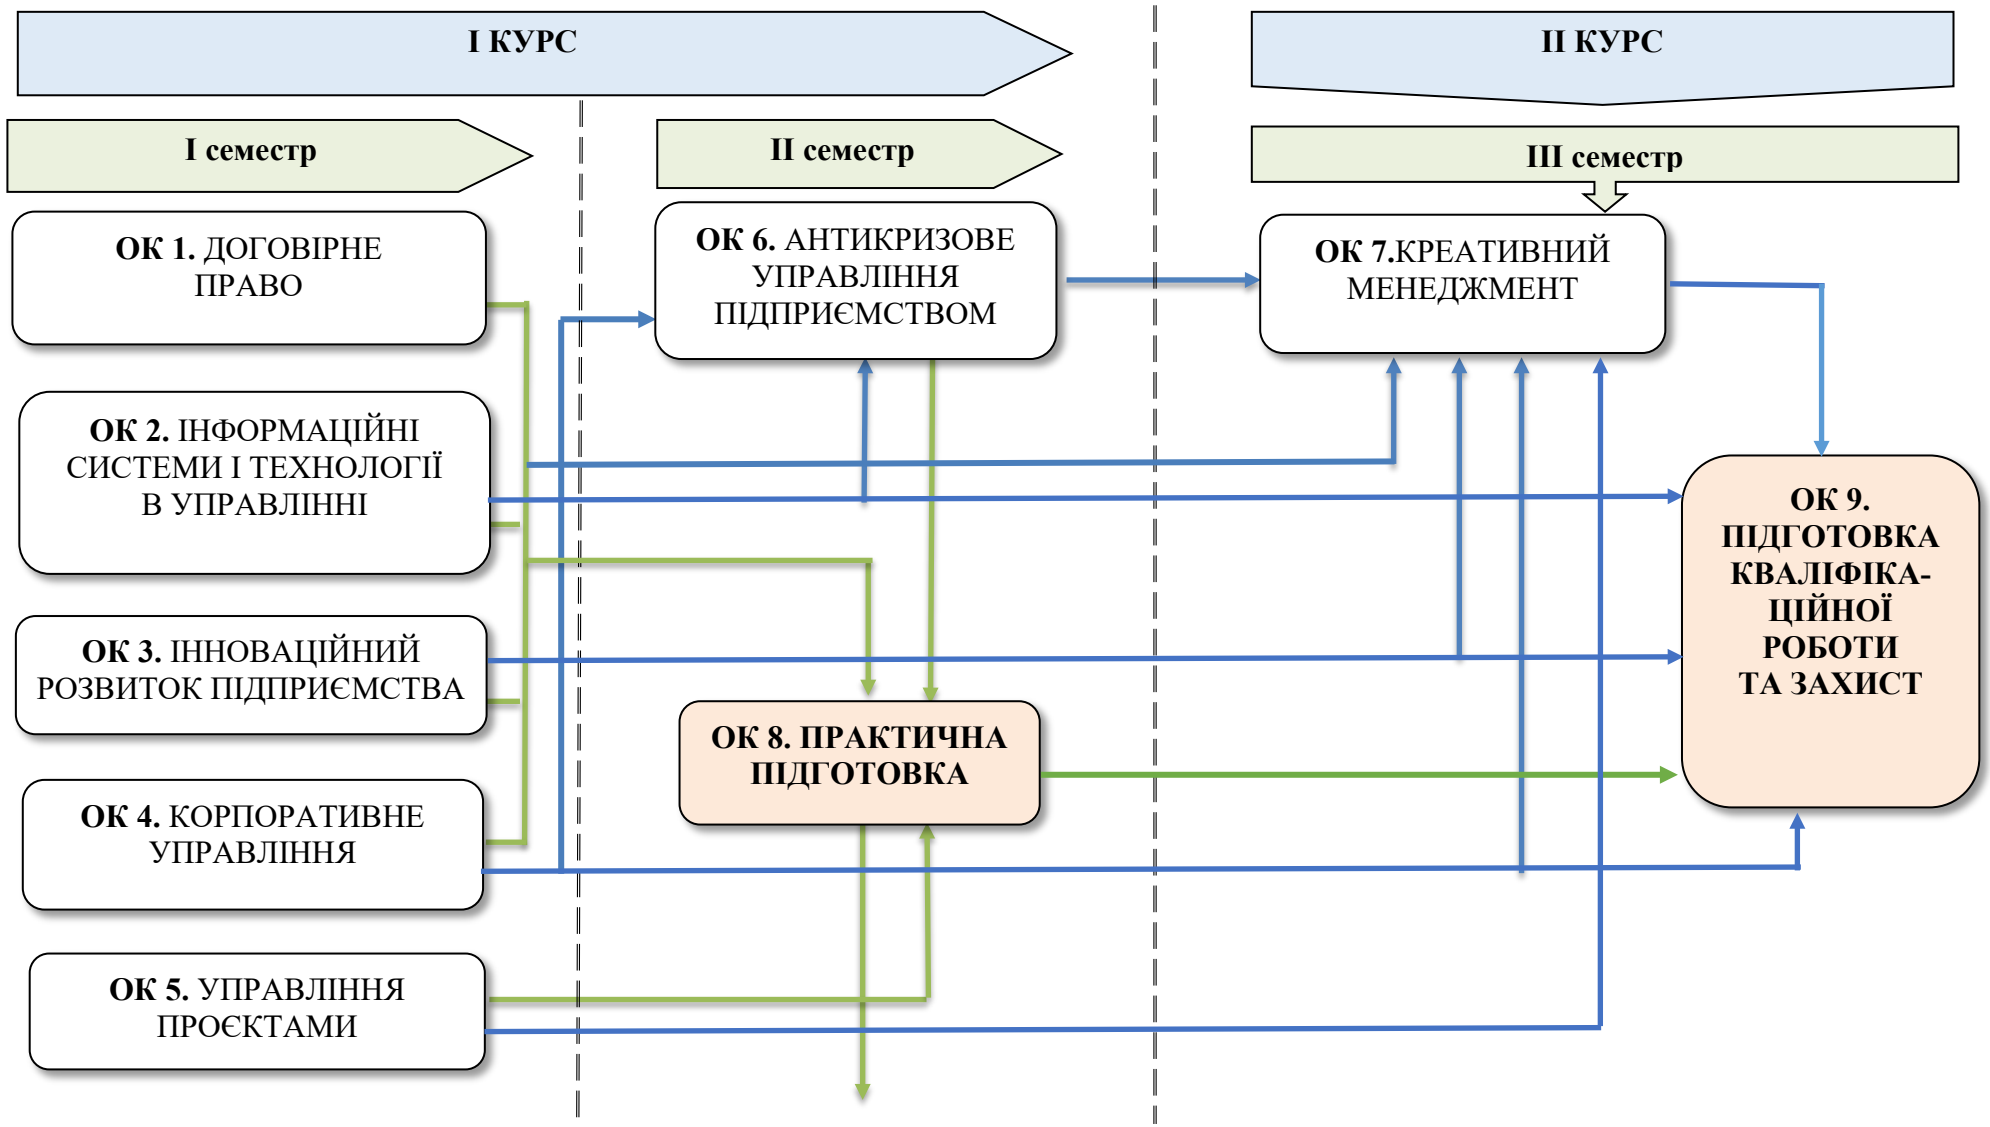 І КУРС
ІІ КУРС
І семестр
ІІ семестр
ІІІ семестр
ОК 1. ДОГОВІРНЕ
ПРАВО
ОК 2. ІНФОРМАЦІЙНІ
СИСТЕМИ І ТЕХНОЛОГІЇ
В УПРАВЛІННІ
ОК 3. ІННОВАЦІЙНИЙ
РОЗВИТОК ПІДПРИЄМСТВА
ОК 4. КОРПОРАТИВНЕ
УПРАВЛІННЯ
ОК 5. УПРАВЛІННЯ
ПРОЄКТАМИ
ОК 6. АНТИКРИЗОВЕ
УПРАВЛІННЯ
ПІДПРИЄМСТВОМ
ОК 8. ПРАКТИЧНА
ПІДГОТОВКА
ОК 7.КРЕАТИВНИЙ
МЕНЕДЖМЕНТ
ОК 9.
ПІДГОТОВКА
КВАЛІФІКА-
ЦІЙНОЇ
РОБОТИ
ТА ЗАХИСТ